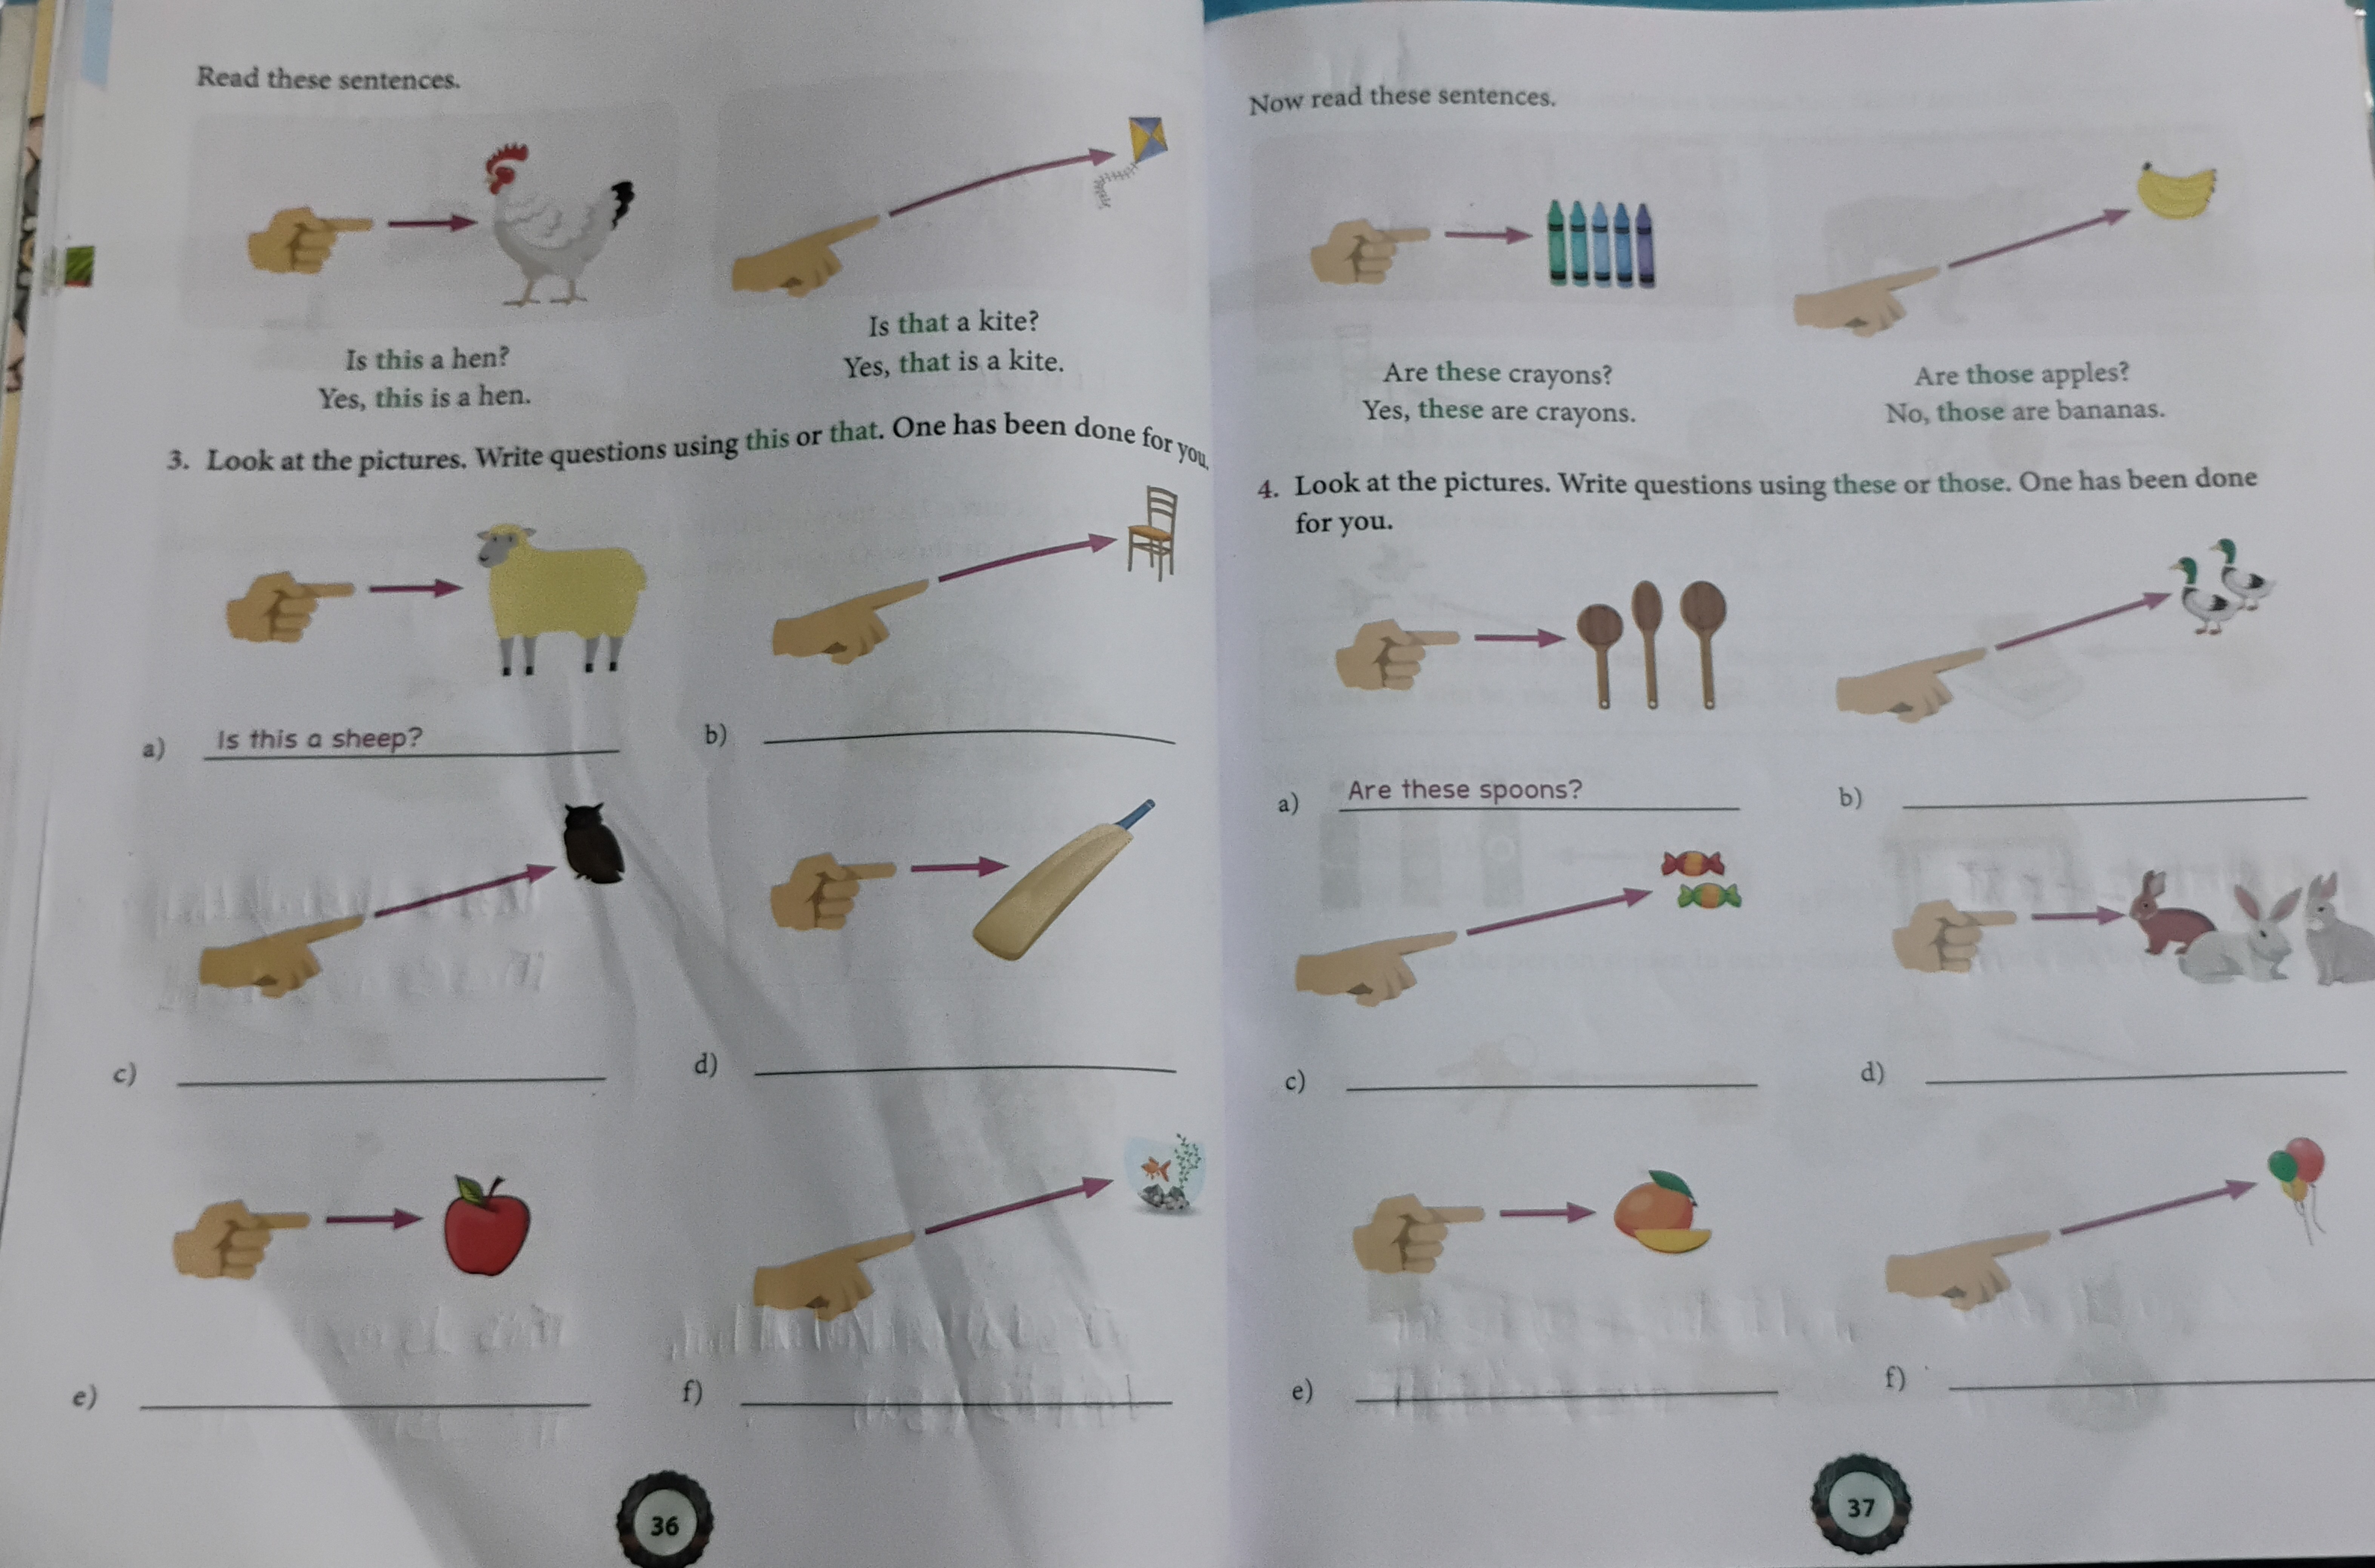 Read these sentences.
Is this a hen?
Yes, this is a hen.
Is that a kite?
Yes, that is a kite.
3. Look at the pictures. Write questions using this or that. One has been done for you.
a) Is this a sheep?
b)
c)
d)
e)
f)
36
Now read these sentences.
Are these crayons?
Yes, these are crayons.
Are those apples?
No, those are bananas.
4. Look at the pictures. Write questions using these or those. One has been done
for you.
a) Are these spoons?
b)
c)
d)
e)
f)
37